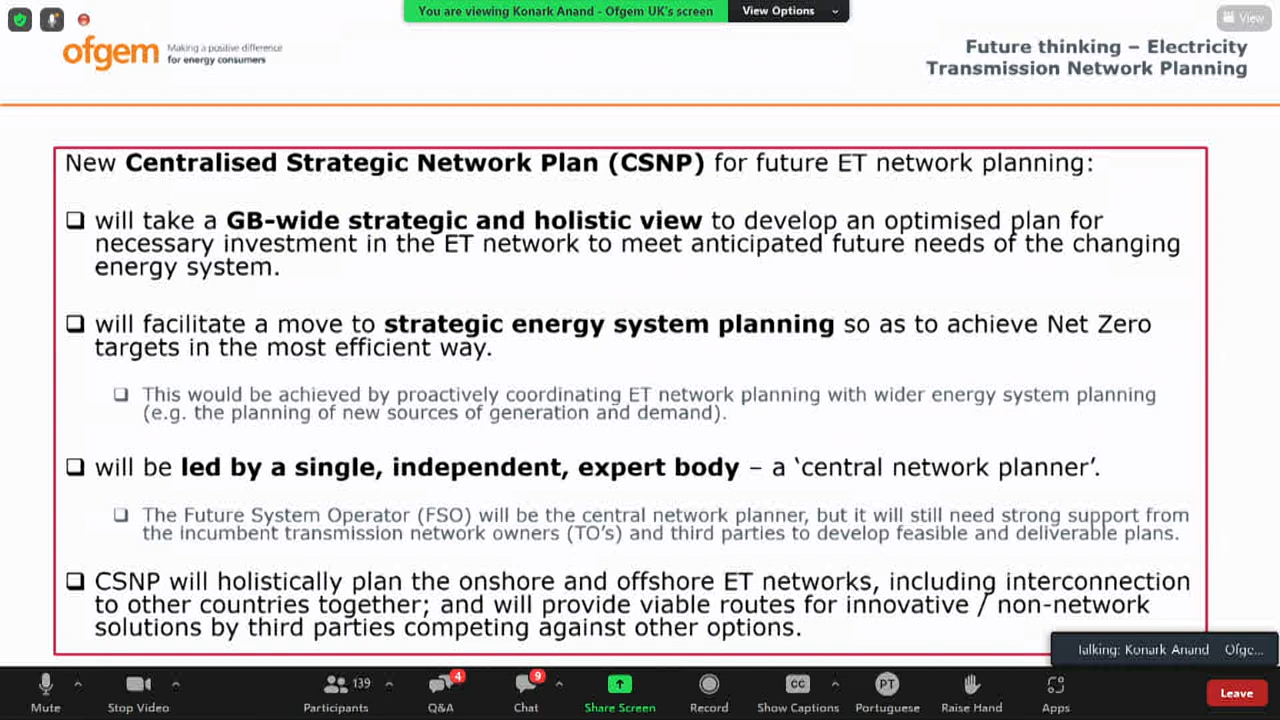 You are viewing Konark Anand - Ofgem UK's screen
View Options
View
ofgem
Making a positive difference
for energy consumers
Future thinking – Electricity
Transmission Network Planning
New Centralised Strategic Network Plan (CSNP) for future ET network planning:
❑ will take a GB-wide strategic and holistic view to develop an optimised plan for
necessary investment in the ET network to meet anticipated future needs of the changing
energy system.
❑ will facilitate a move to strategic energy system planning so as to achieve Net Zero
targets in the most efficient way.
❑ This would be achieved by proactively coordinating ET network planning with wider energy system planning
(e.g. the planning of new sources of generation and demand).
❑ will be led by a single, independent, expert body – a ‘central network planner’.
❑ The Future System Operator (FSO) will be the central network planner, but it will still need strong support from
the incumbent transmission network owners (TO’s) and third parties to develop feasible and deliverable plans.
❑ CSNP will holistically plan the onshore and offshore ET networks, including interconnection
to other countries together; and will provide viable routes for innovative / non-network
solutions by third parties competing against other options.
Talking: Konark Anand Ofge...
139
4
9
CC
PT
Mute
Stop Video
Participants
Q&A
Chat
Share Screen
Record
Show Captions
Portuguese
Raise Hand
Apps
Leave